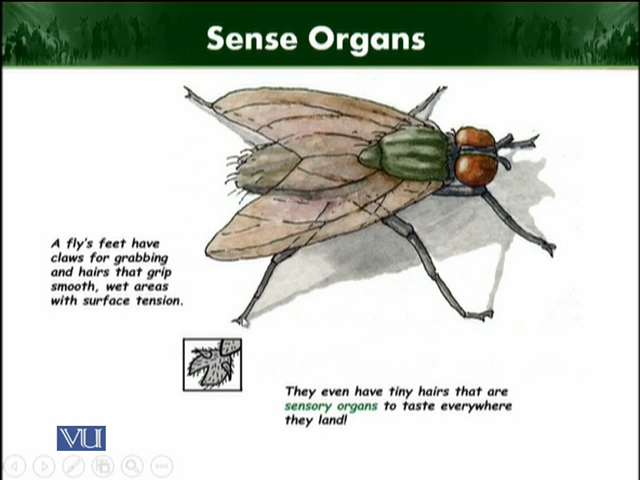 Sense Organs
A fly's feet have
claws for grabbing
and hairs that grip
smooth, wet areas
with surface tension.
They even have tiny hairs that are
sensory organs to taste everywhere
they land!
VU